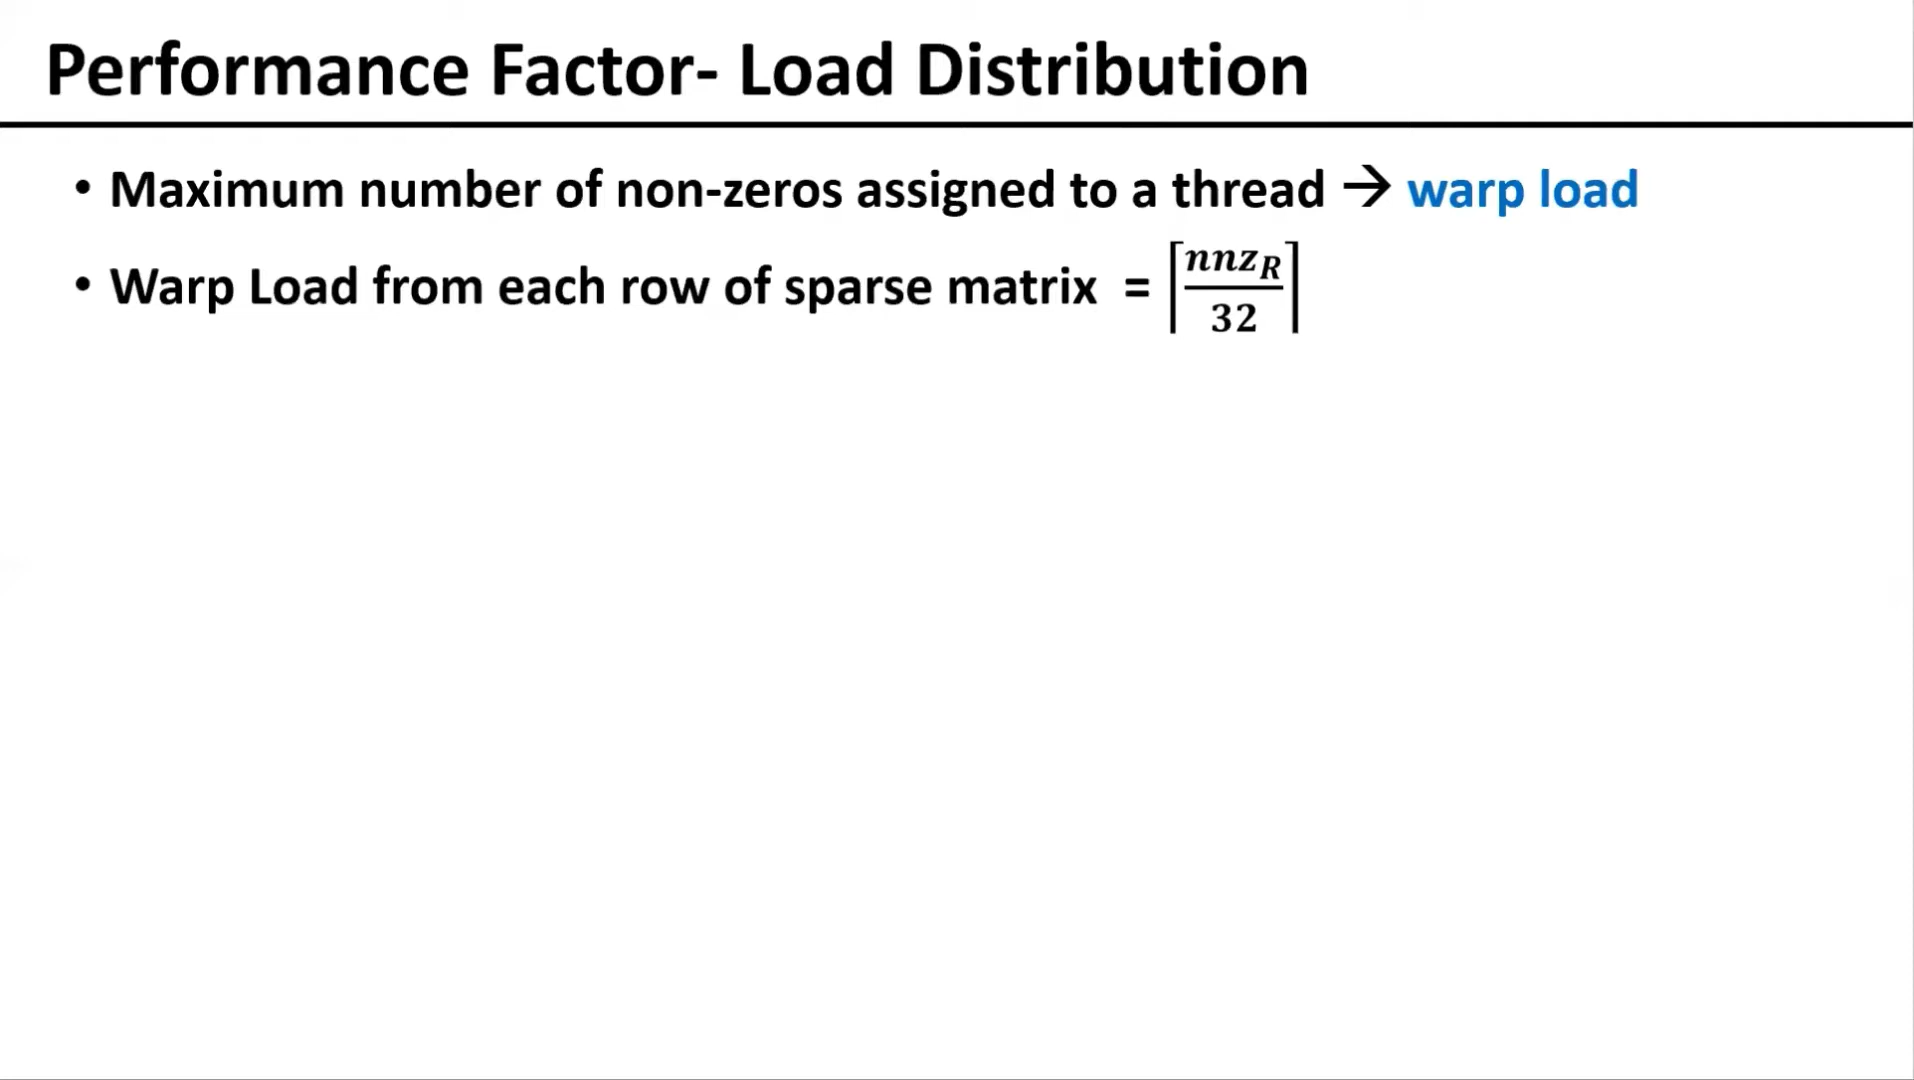 Performance Factor- Load Distribution
• Maximum number of non-zeros assigned to a thread → warp load
• Warp Load from each row of sparse matrix = ⌈nnz_R/32⌉